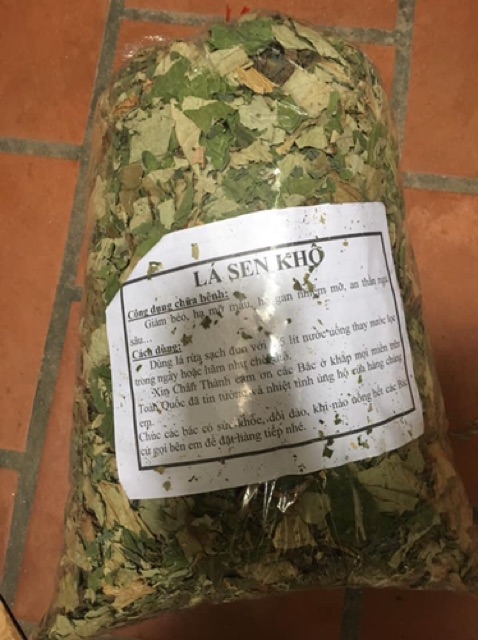 LÁ SEN KHÔ
Công dụng chữa bệnh:
Giảm béo, hạ mỡ máu, hạ gan nhiễm mỡ, an thần ngủ
sâu…
Cách dùng:
Dùng lá rửa sạch đun với 5 lít nước uống thay nước lọc
trong ngày hoặc hãm như chè
Xin Chân Thành cảm ơn các Bác ở khắp mọi miền trên
Toàn Quốc đã tin tưởng và nhiệt tình ủng hộ cửa hàng chúng
em.
Chúc các bác có sức khỏe, dồi dào, khi nào uống hết các Bác
cứ gọi bên em để đặt hàng tiếp nhé.